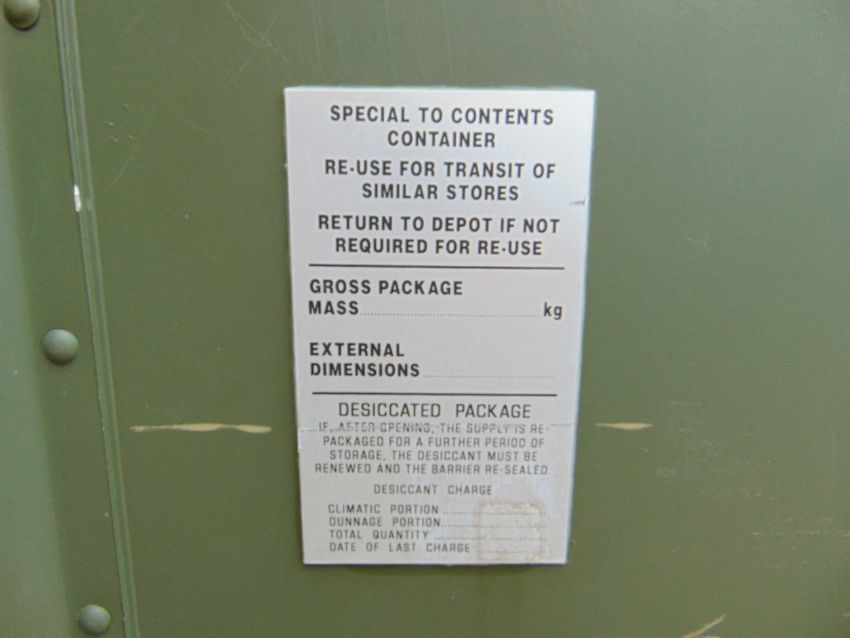 SPECIAL TO CONTENTS
CONTAINER
RE-USE FOR TRANSIT OF
SIMILAR STORES
RETURN TO DEPOT IF NOT
REQUIRED FOR RE-USE
GROSS PACKAGE
MASS kg
EXTERNAL
DIMENSIONS
DESICCATED PACKAGE
IF, AFTER OPENING, THE SUPPLY IS RE-
PACKAGED FOR A FURTHER PERIOD OF
STORAGE, THE DESICCANT MUST BE
RENEWED AND THE BARRIER RE-SEALED
DESICCANT CHARGE
CLIMATIC PORTION
DUNNAGE PORTION
TOTAL QUANTITY
DATE OF LAST CHARGE